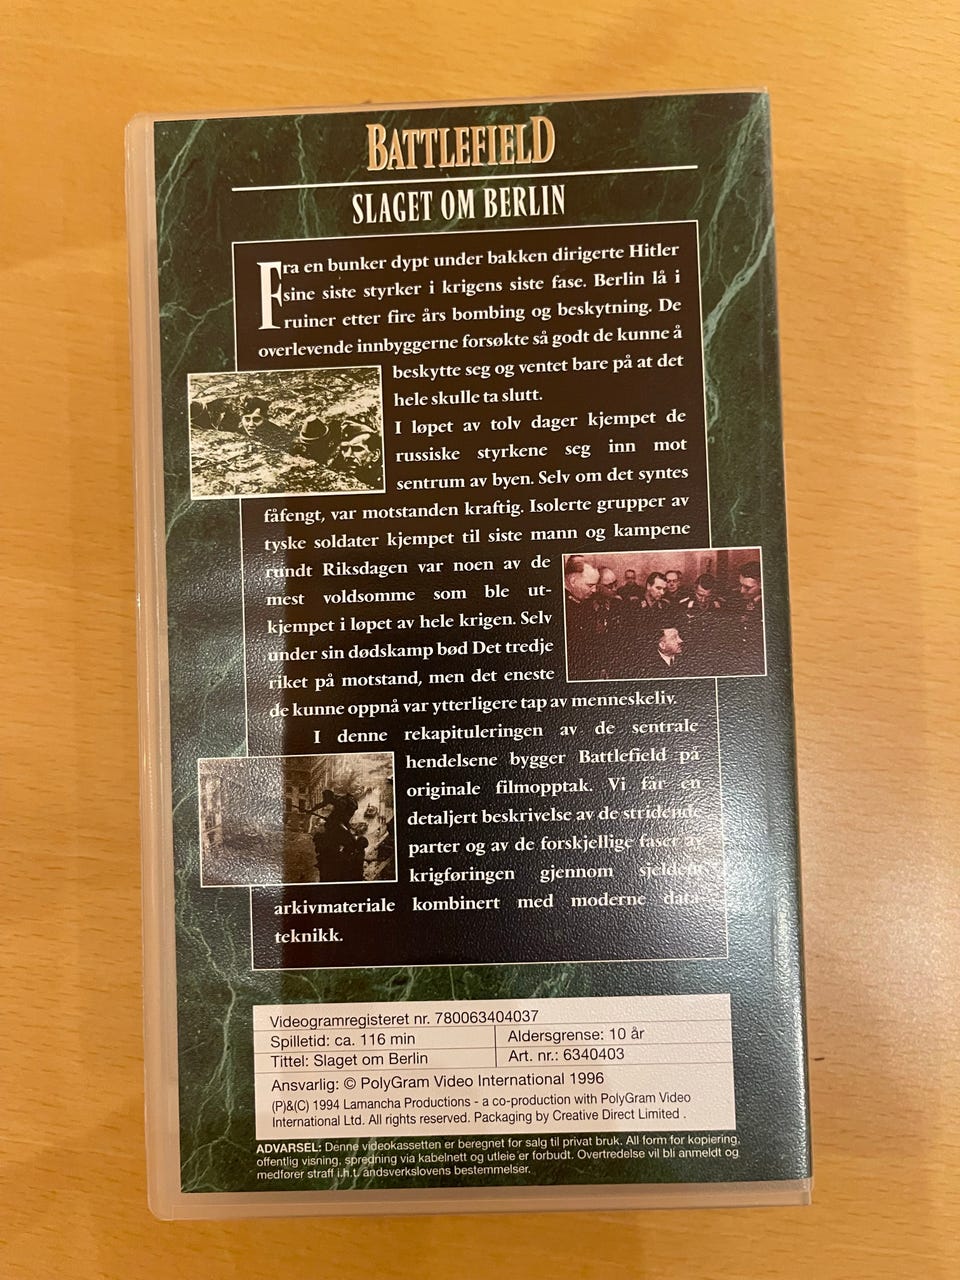 BATTLEFIELD
SLAGET OM BERLIN
Fra en bunker dypt under bakken dirigerte Hitler
sine siste styrker i krigens siste fase. Berlin lå i
ruiner etter fire års bombing og beskytning. De
overlevende innbyggerne forsøkte så godt de kunne å
beskytte seg og ventet bare på at det
hele skulle ta slutt.
I løpet av tolv dager kjempet de
russiske styrkene seg inn mot
sentrum av byen. Selv om det syntes
fåfengt, var motstanden kraftig. Isolerte grupper av
tyske soldater kjempet til siste mann og kampene
rundt Riksdagen var noen av de
mest voldsomme som ble ut-
kjempet i løpet av hele krigen. Selv
under sin dødskamp bød Det tredje
riket på motstand, men det eneste
de kunne oppnå var ytterligere tap av menneskeliv.
I denne rekapituleringen av de sentrale
hendelsene bygger Battlefield på
originale filmopptak. Vi får en
detaljert beskrivelse av de stridende
parter og av de forskjellige faser av
krigføringen gjennom sjeldent
arkivmateriale kombinert med moderne data-
teknikk.
Videogramregisteret nr. 780063404037
Spilletid: ca. 116 min Aldersgrense: 10 år
Tittel: Slaget om Berlin Art. nr.: 6340403
Ansvarlig: © PolyGram Video International 1996
(P)&(C) 1994 Lamancha Productions - a co-production with PolyGram Video
International Ltd. All rights reserved. Packaging by Creative Direct Limited .
ADVARSEL: Denne videokassetten er beregnet for salg til privat bruk. All form for kopiering,
offentlig visning, spredning via kabelnett og utleie er forbudt. Overtredelse vil bli anmeldt og
medfører straff i.h.t. åndsverkslovens bestemmelser.